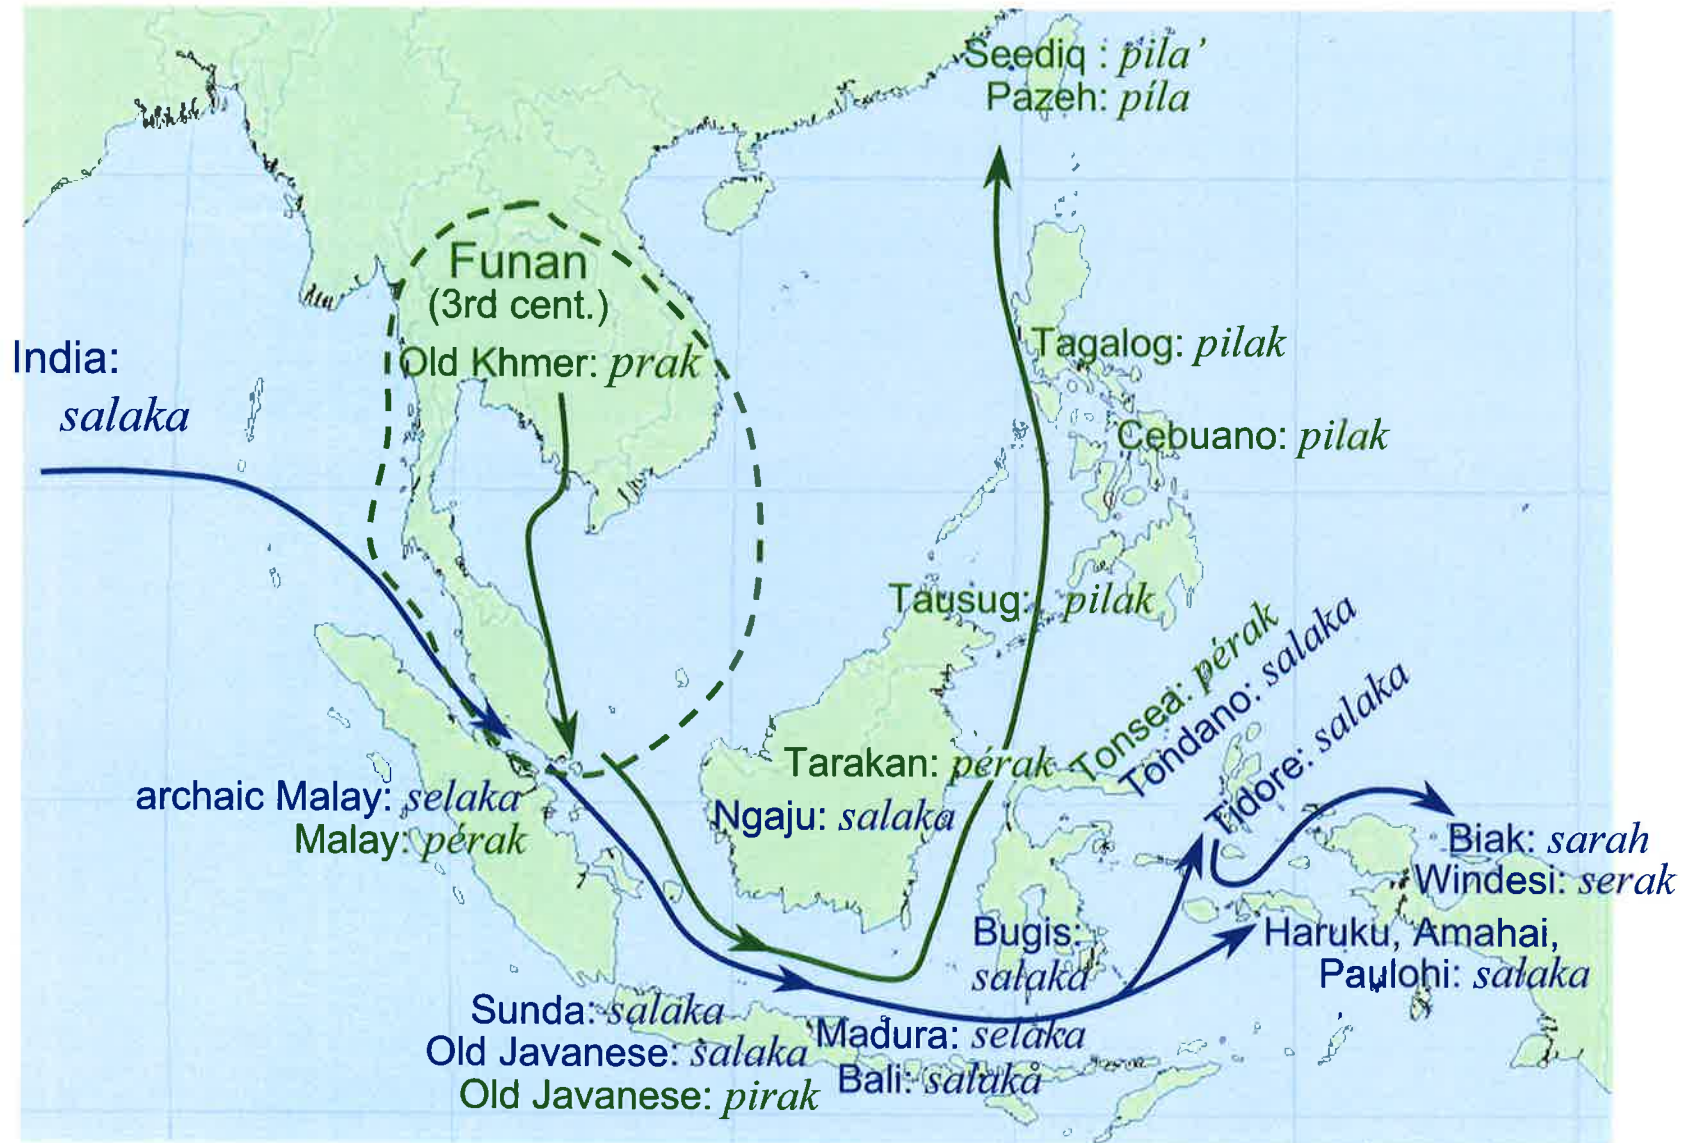 Seediq : pila’
Pazeh: píla
Funan
(3rd cent.)
Old Khmer: prak
India:
salaka
Tagalog: pilak
Cebuano: pilak
Tausug: pilak
Tonsea: pérak
Tondano: salaka
Tidore: salaka
Tarakan: pérak
Ngaju: salaka
archaic Malay: selaka
Malay: pérak
Biak: sarah
Windesi: serak
Bugis:
salaka
Haruku, Amahai,
Paulohi: salaka
Sunda: salaka
Old Javanese: salaka
Old Javanese: pirak
Madura: selaka
Bali: salaka